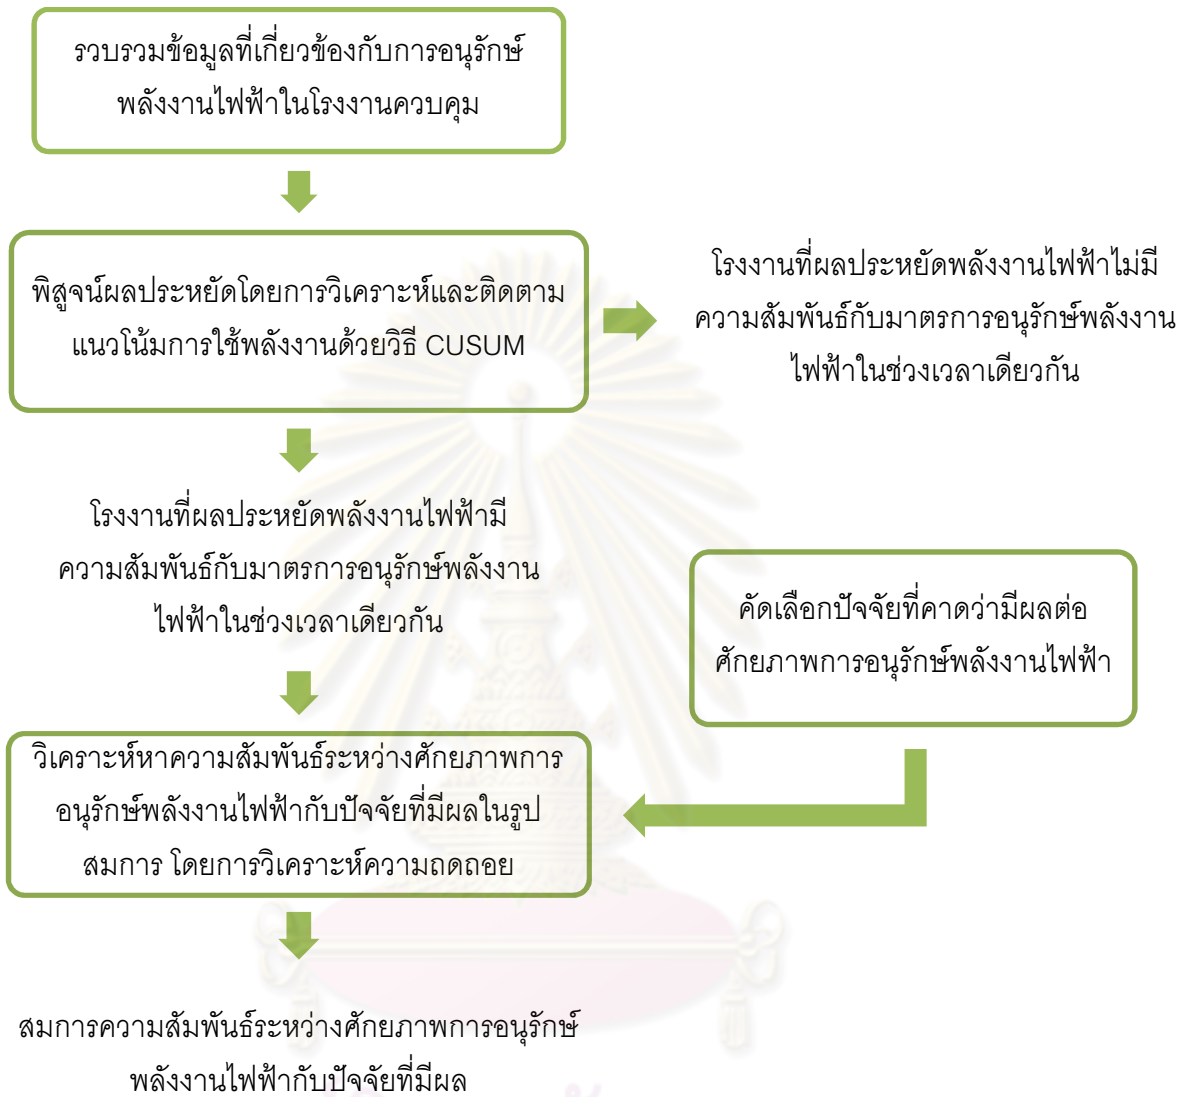 รวบรวมข้อมูลที่เกี่ยวข้องกับการอนุรักษ์
พลังงานไฟฟ้าในโรงงานควบคุม
พิสูจน์ผลประหยัดโดยการวิเคราะห์และติดตาม
แนวโน้มการใช้พลังงานด้วยวิธี CUSUM
โรงงานที่ผลประหยัดพลังงานไฟฟ้าไม่มี
ความสัมพันธ์กับมาตรการอนุรักษ์พลังงาน
ไฟฟ้าในช่วงเวลาเดียวกัน
โรงงานที่ผลประหยัดพลังงานไฟฟ้ามี
ความสัมพันธ์กับมาตรการอนุรักษ์พลังงาน
ไฟฟ้าในช่วงเวลาเดียวกัน
คัดเลือกปัจจัยที่คาดว่ามีผลต่อ
ศักยภาพการอนุรักษ์พลังงานไฟฟ้า
วิเคราะห์หาความสัมพันธ์ระหว่างศักยภาพการ
อนุรักษ์พลังงานไฟฟ้ากับปัจจัยที่มีผลในรูป
สมการ โดยการวิเคราะห์ความถดถอย
สมการความสัมพันธ์ระหว่างศักยภาพการอนุรักษ์
พลังงานไฟฟ้ากับปัจจัยที่มีผล